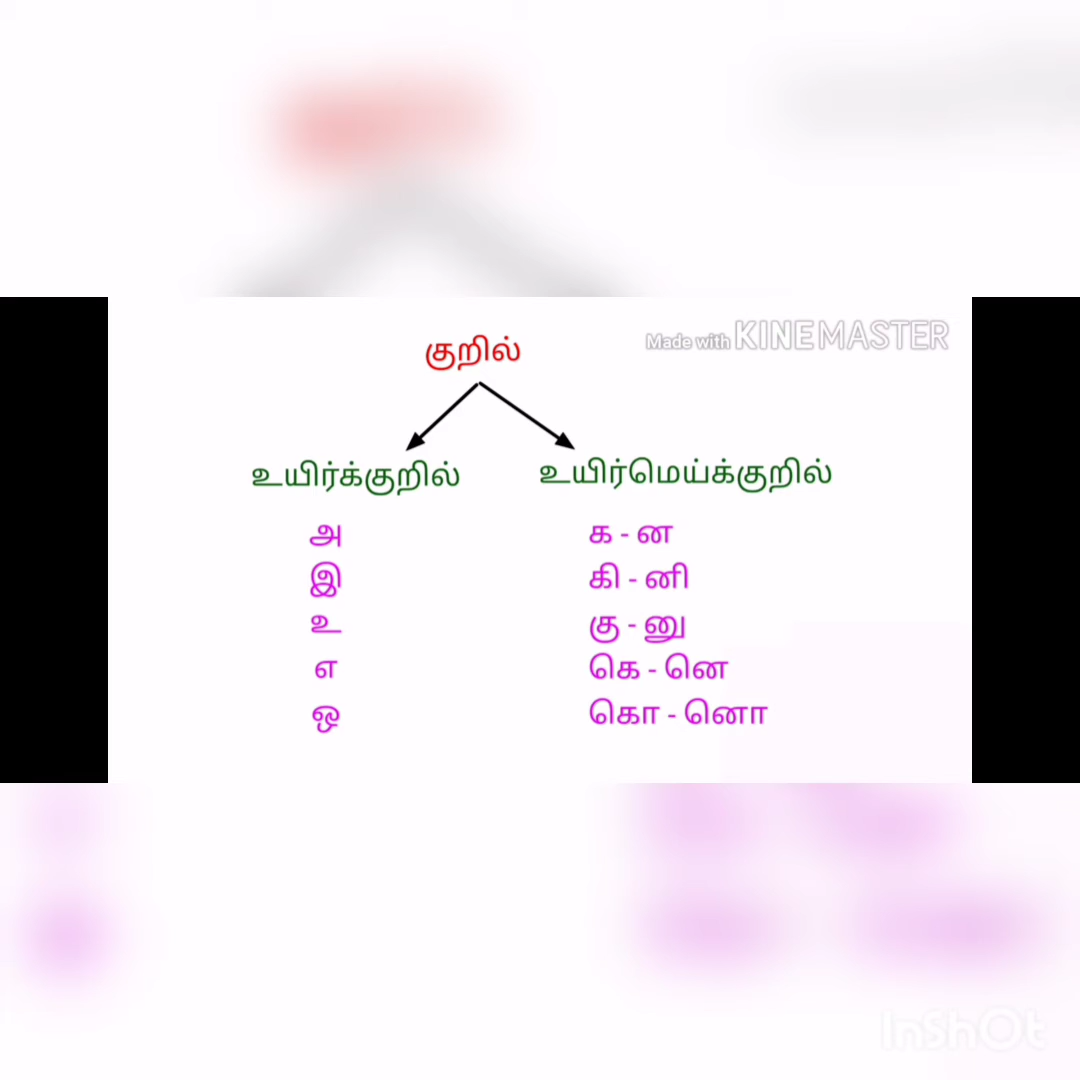 குறில்
Made with KINEMASTER
உயிர்க்குறில் உயிர்மெய்க்குறில்
அ க - ன
இ கி - னி
உ கு - னு
எ கெ - னெ
ஒ கொ - னொ
InShOt